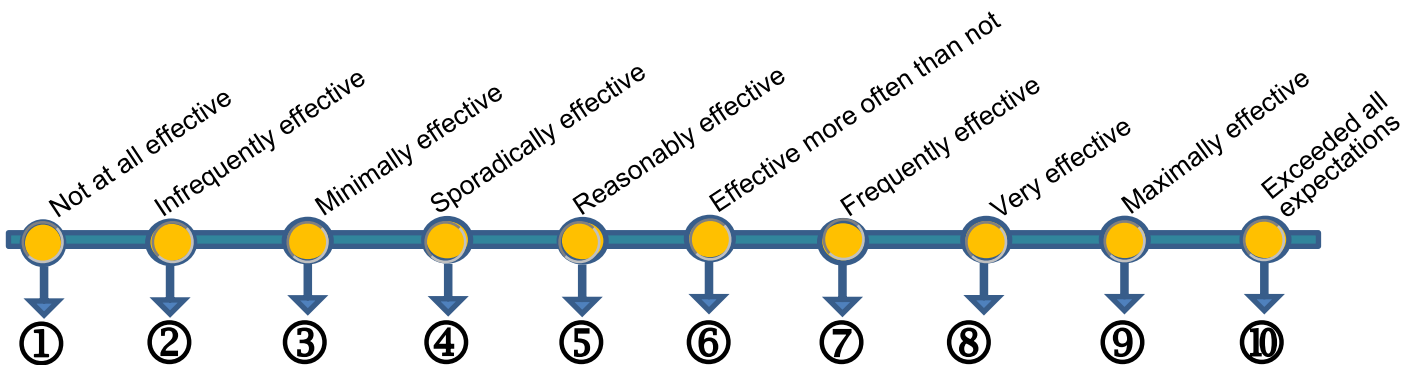 Not at all effective
Infrequently effective
Minimally effective
Sporadically effective
Reasonably effective
Effective more often than not
Frequently effective
Very effective
Maximally effective
Exceeded all
expectations
① ② ③ ④ ⑤ ⑥ ⑦ ⑧ ⑨ ⑩